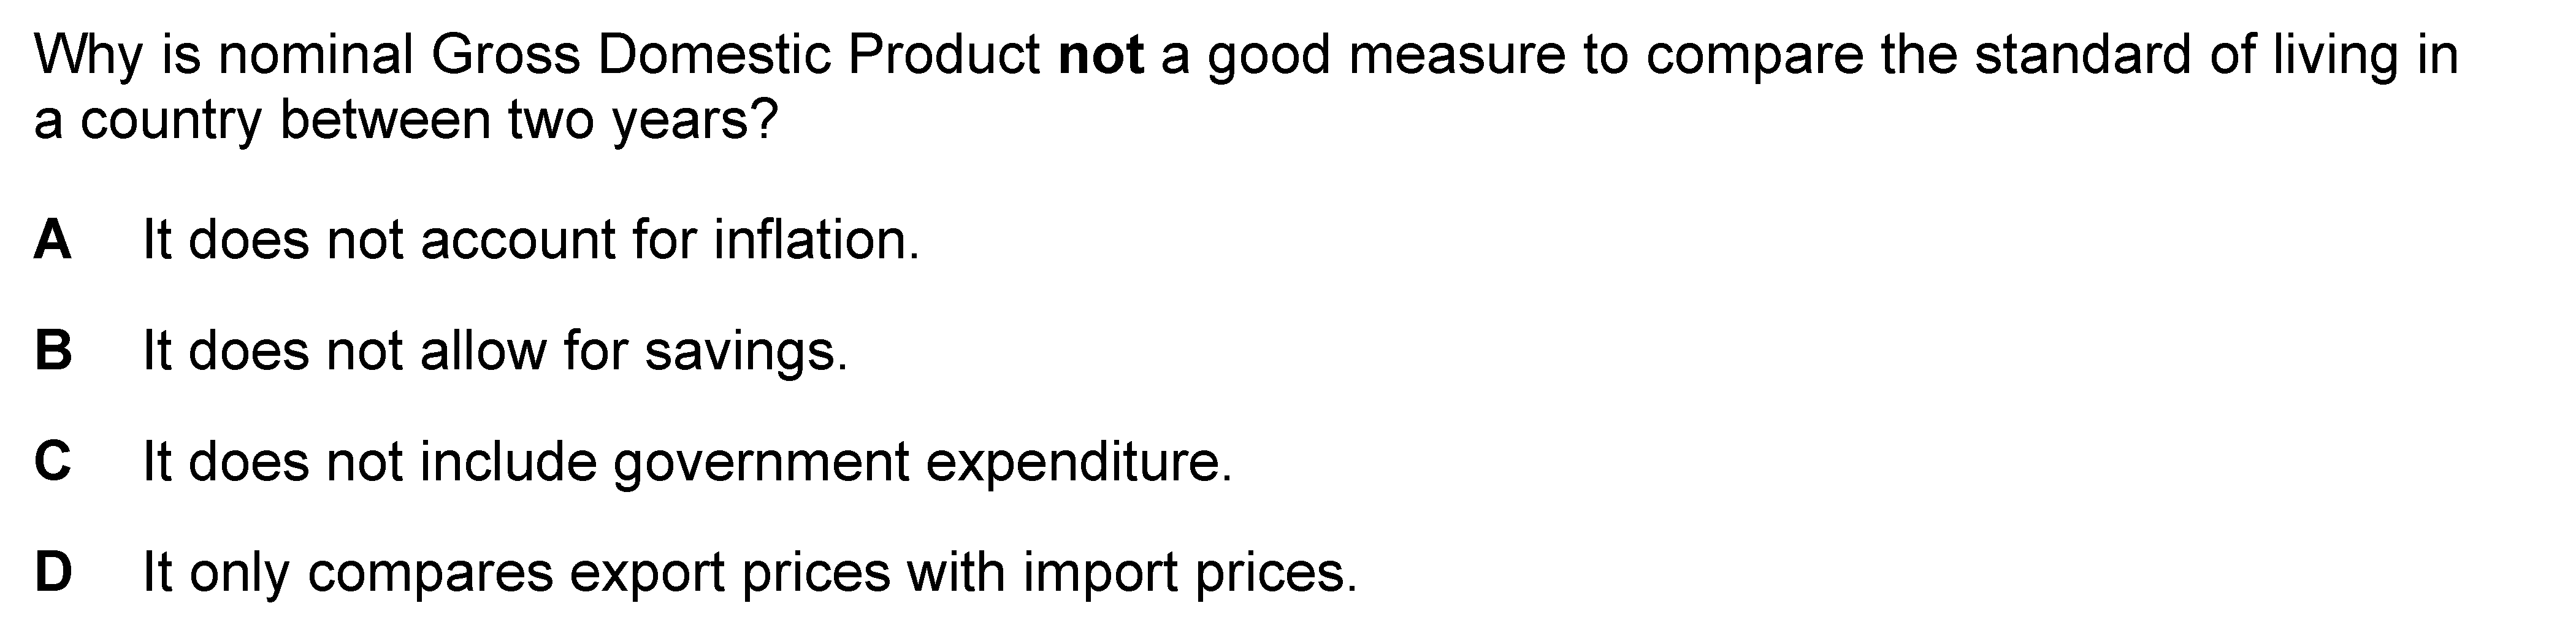 Why is nominal Gross Domestic Product not a good measure to compare the standard of living in
a country between two years?
A It does not account for inflation.
B It does not allow for savings.
C It does not include government expenditure.
D It only compares export prices with import prices.